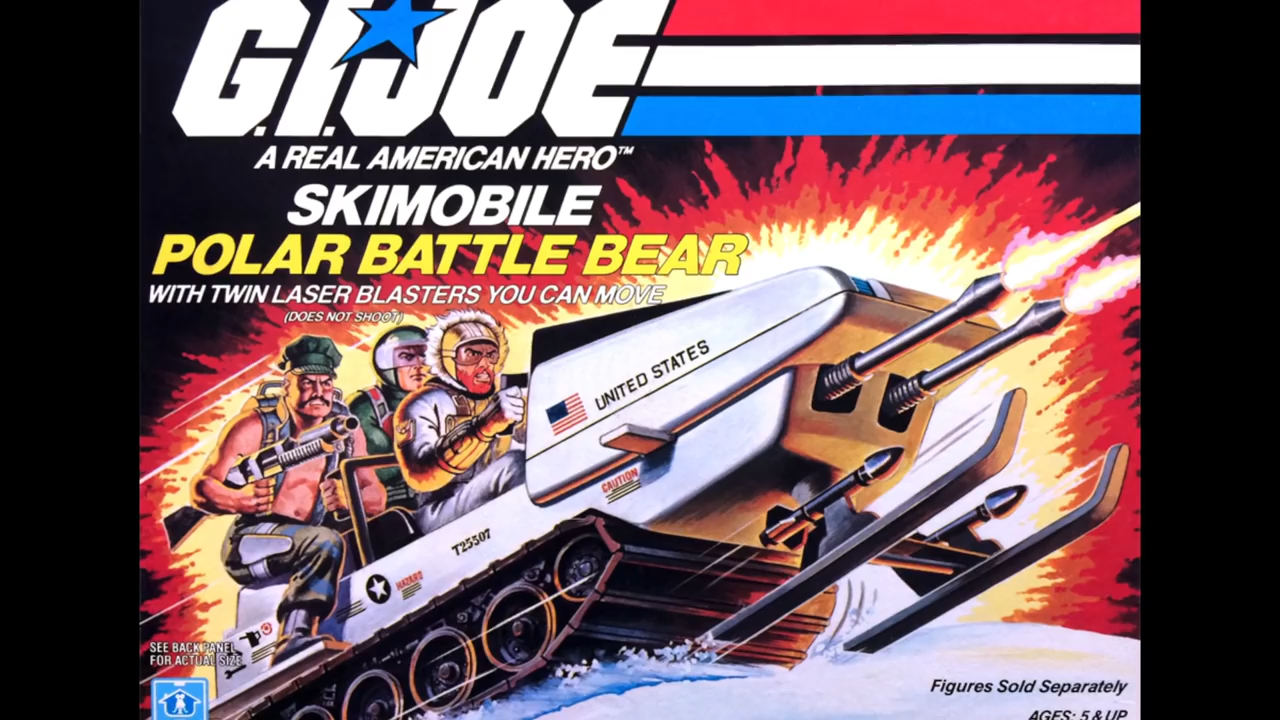 G.I.JOE
A REAL AMERICAN HERO™
SKIMOBILE
POLAR BATTLE BEAR
WITH TWIN LASER BLASTERS YOU CAN MOVE
(DOES NOT SHOOT)
UNITED STATES
CAUTION
T25507
HAZARD
SEE BACK PANEL
FOR ACTUAL SIZE
Figures Sold Separately
AGES: 5 & UP